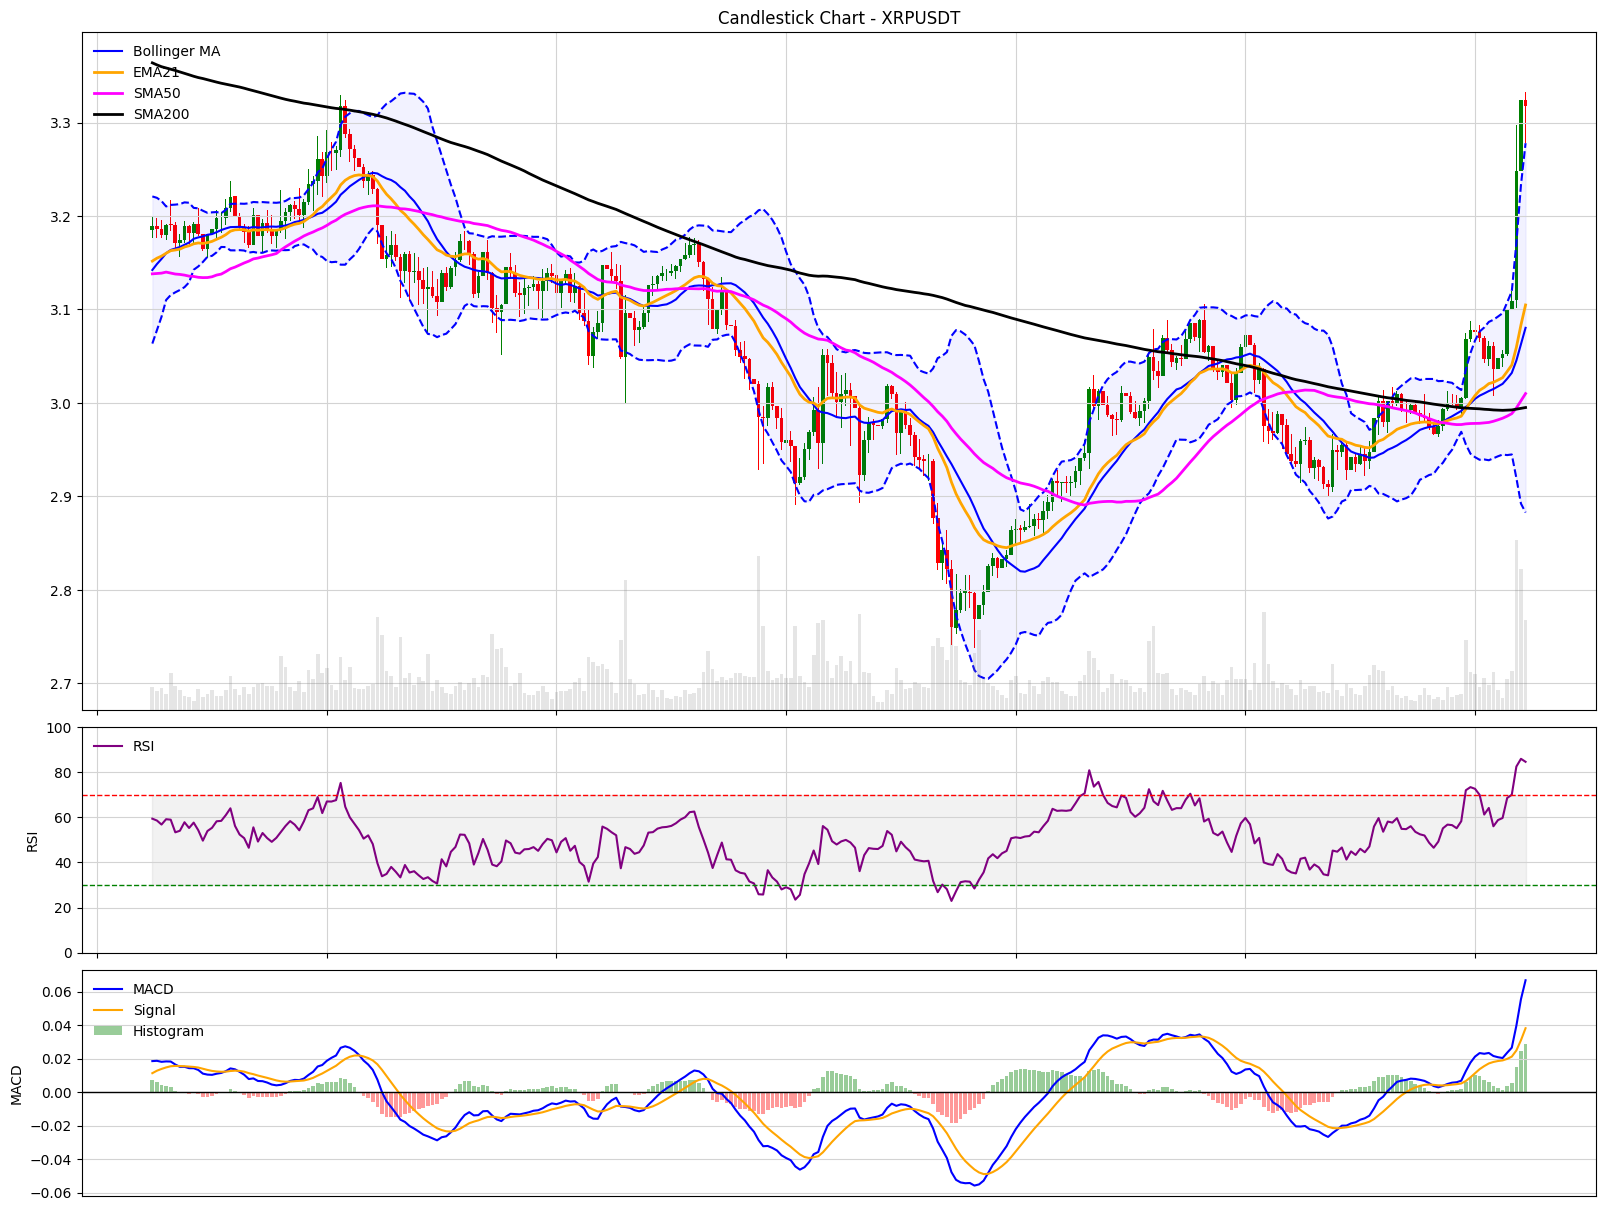 Candlestick Chart - XRPUSDT
Bollinger MA
EMA21
SMA50
SMA200
3.3
3.2
3.1
3.0
2.9
2.8
2.7
100
80
60
40
20
0
RSI
RSI
0.06
0.04
0.02
0.00
−0.02
−0.04
−0.06
MACD
MACD
Signal
Histogram